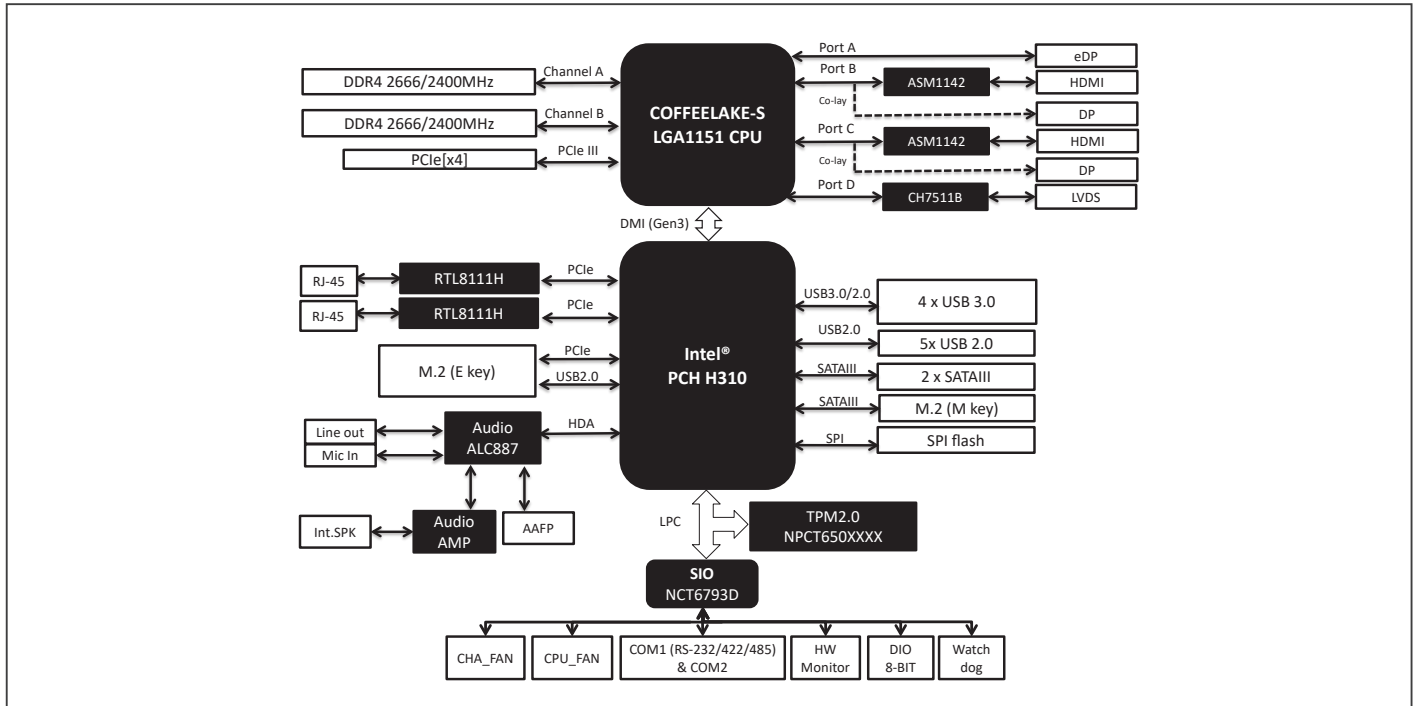 Port A
eDP
Channel A
DDR4 2666/2400MHz
Port B
ASM1142
HDMI
Co-lay
DP
COFFEELAKE-S
LGA1151 CPU
Channel B
DDR4 2666/2400MHz
Port C
ASM1142
HDMI
PCIe III
PCIe[x4]
Co-lay
DP
Port D
CH7511B
LVDS
DMI (Gen3)
RJ-45
RTL8111H
PCIe
RJ-45
RTL8111H
PCIe
USB3.0/2.0
4 x USB 3.0
USB2.0
5x USB 2.0
Intel®
PCH H310
M.2 (E key)
PCIe
USB2.0
SATAIII
2 x SATAIII
SATAIII
M.2 (M key)
SPI
SPI flash
Line out
Mic In
Audio
ALC887
HDA
Int.SPK
Audio
AMP
AAFP
LPC
TPM2.0
NPCT650XXXX
SIO
NCT6793D
CHA_FAN
CPU_FAN
COM1 (RS-232/422/485)
& COM2
HW
Monitor
DIO
8-BIT
Watch
dog